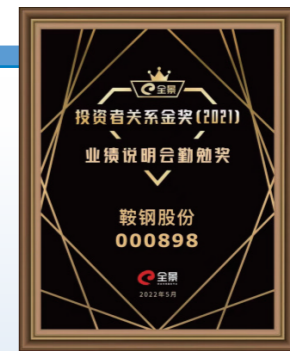 全景
投资者关系金奖(2021)
业绩说明会勤勉奖
鞍钢股份
000898
全景
2022年5月